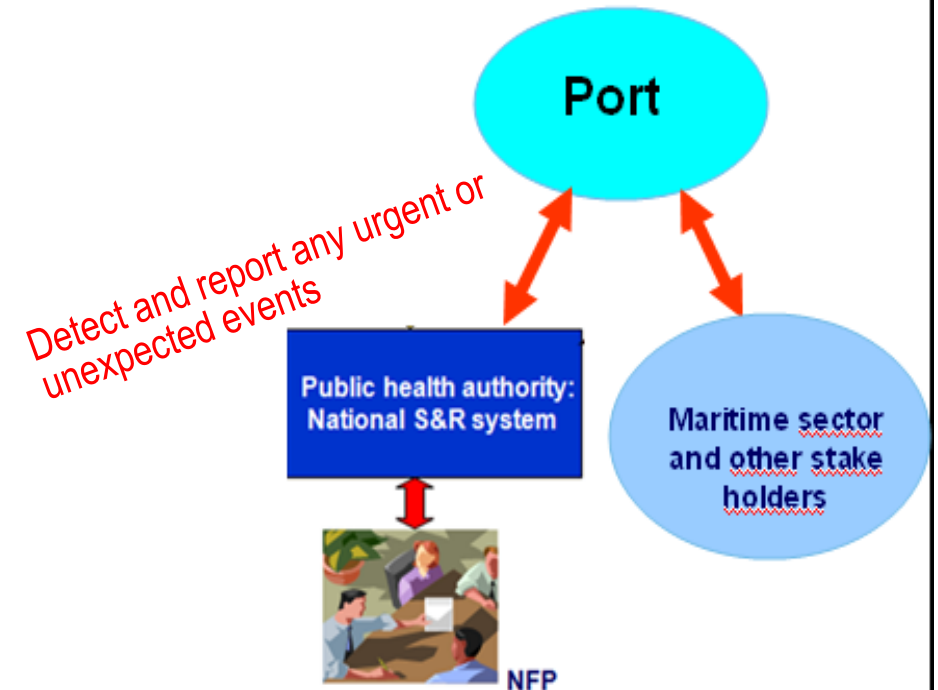 Port
Detect and report any urgent or
unexpected events
Public health authority:
National S&R system
Maritime sector
and other stake
holders
NFP